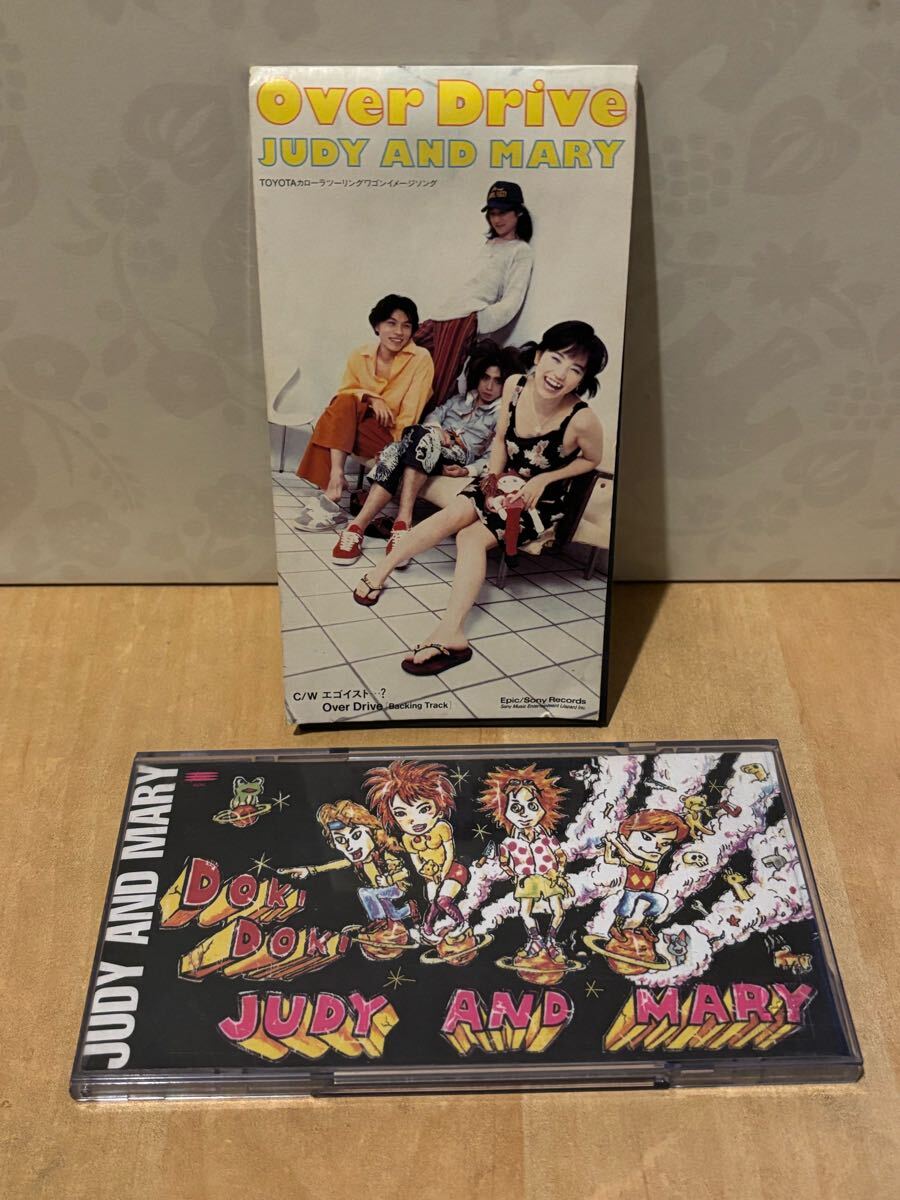 Over Drive
JUDY AND MARY
TOYOTAカローラツーリングワゴンイメージソング
C/W エゴイスト…?
Over Drive [Backing Track]
Epic/Sony Records
Sony Music Entertainment (Japan) Inc.
JUDY AND MARY
DOKI
DOKI
JUDY AND MARY